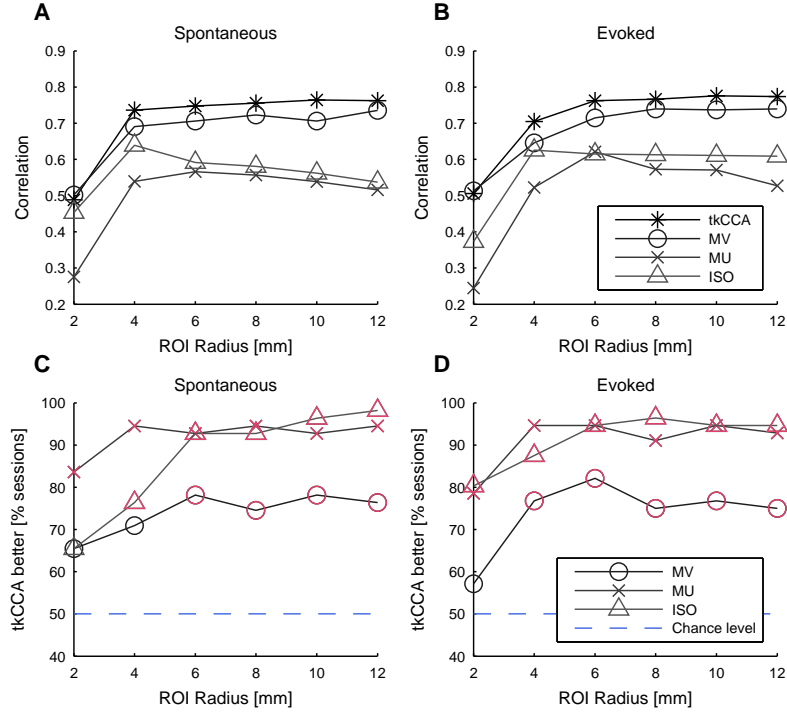 A
Spontaneous
0.9
0.8
0.7
0.6
0.5
0.4
0.3
0.2
Correlation
2 4 6 8 10 12
ROI Radius [mm]
B
Evoked
0.9
0.8
0.7
0.6
0.5
0.4
0.3
0.2
Correlation
tkCCA
MV
MU
ISO
2 4 6 8 10 12
ROI Radius [mm]
C
Spontaneous
100
90
80
70
60
50
40
tkCCA better [% sessions]
2 4 6 8 10 12
ROI Radius [mm]
D
Evoked
100
90
80
70
60
50
40
tkCCA better [% sessions]
MV
MU
ISO
Chance level
2 4 6 8 10 12
ROI Radius [mm]